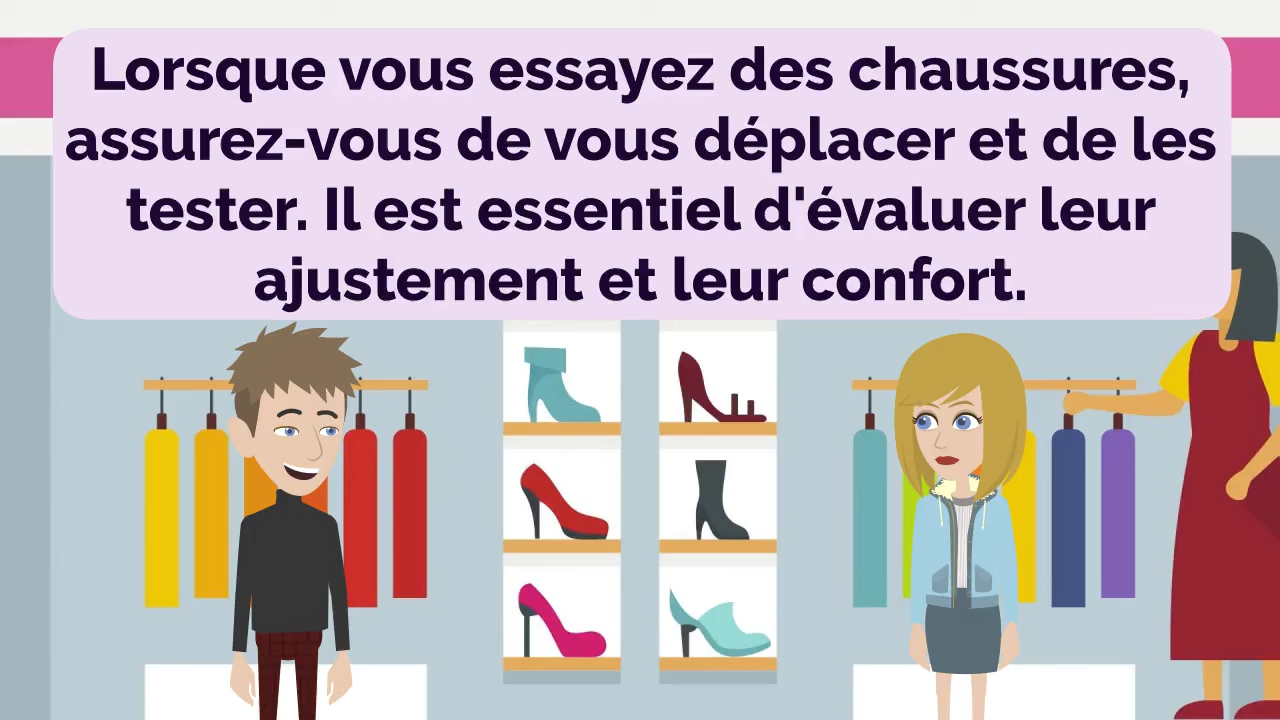 Lorsque vous essayez des chaussures,
assurez-vous de vous déplacer et de les
tester. Il est essentiel d'évaluer leur
ajustement et leur confort.